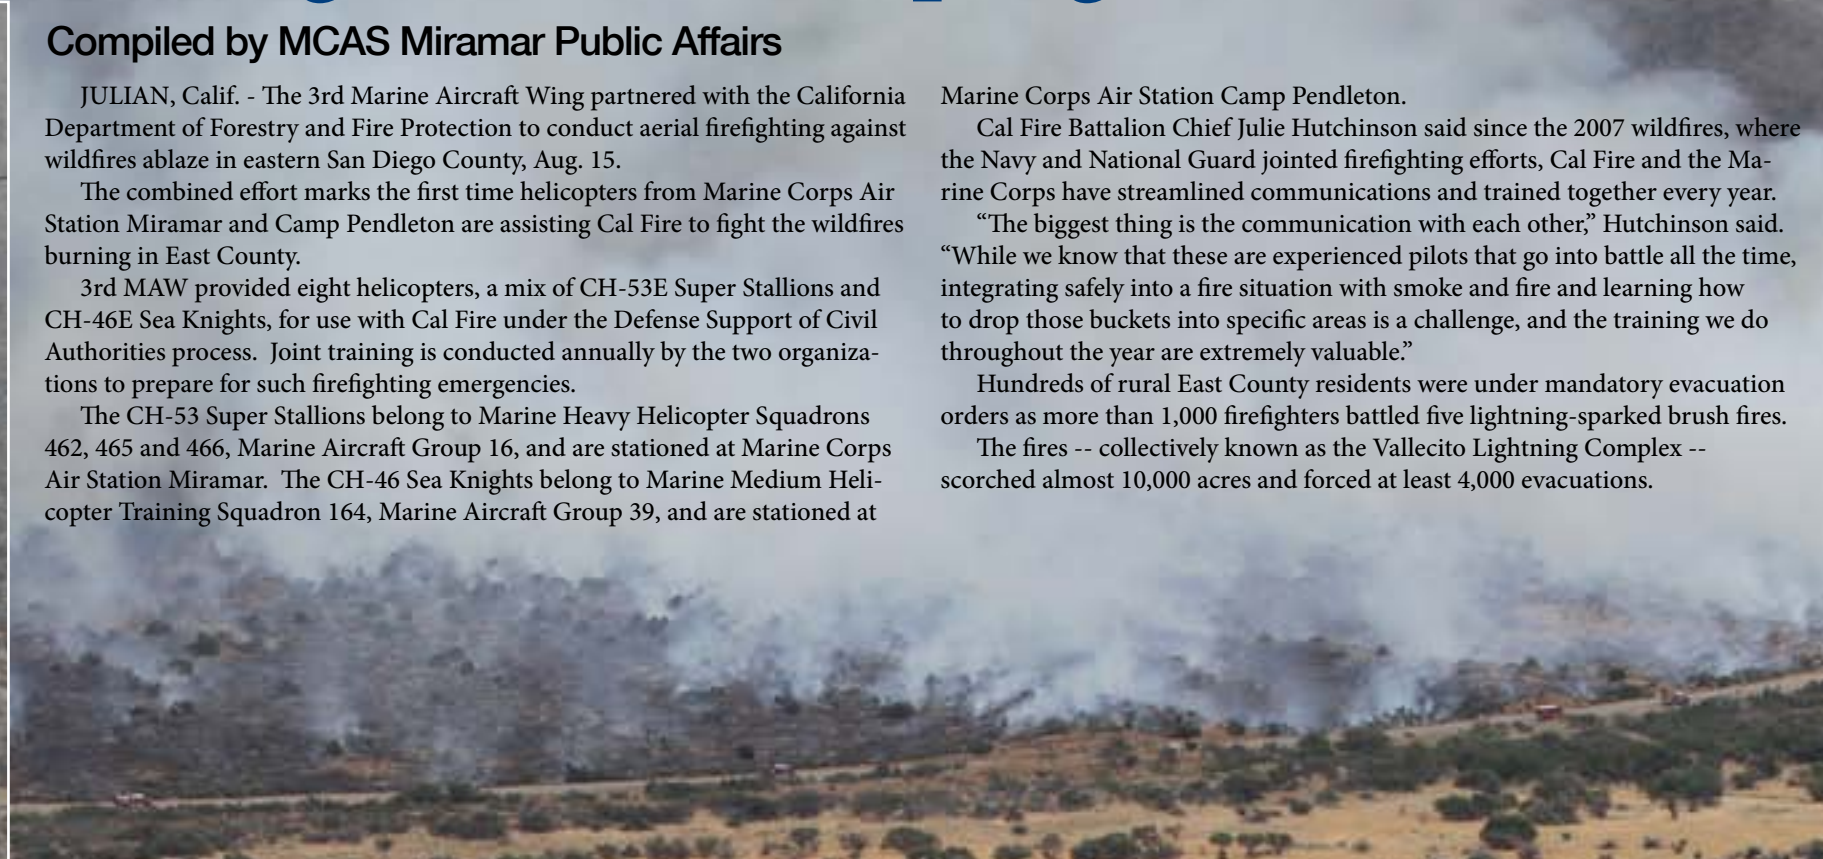 Compiled by MCAS Miramar Public Affairs
JULIAN, Calif. - The 3rd Marine Aircraft Wing partnered with the California
Department of Forestry and Fire Protection to conduct aerial firefighting against
wildfires ablaze in eastern San Diego County, Aug. 15.
The combined effort marks the first time helicopters from Marine Corps Air
Station Miramar and Camp Pendleton are assisting Cal Fire to fight the wildfires
burning in East County.
3rd MAW provided eight helicopters, a mix of CH-53E Super Stallions and
CH-46E Sea Knights, for use with Cal Fire under the Defense Support of Civil
Authorities process.  Joint training is conducted annually by the two organiza-
tions to prepare for such firefighting emergencies.
The CH-53 Super Stallions belong to Marine Heavy Helicopter Squadrons
462, 465 and 466, Marine Aircraft Group 16, and are stationed at Marine Corps
Air Station Miramar.  The CH-46 Sea Knights belong to Marine Medium Heli-
copter Training Squadron 164, Marine Aircraft Group 39, and are stationed at
Marine Corps Air Station Camp Pendleton.
Cal Fire Battalion Chief Julie Hutchinson said since the 2007 wildfires, where
the Navy and National Guard jointed firefighting efforts, Cal Fire and the Ma-
rine Corps have streamlined communications and trained together every year.
“The biggest thing is the communication with each other,” Hutchinson said.
“While we know that these are experienced pilots that go into battle all the time,
integrating safely into a fire situation with smoke and fire and learning how
to drop those buckets into specific areas is a challenge, and the training we do
throughout the year are extremely valuable.”
Hundreds of rural East County residents were under mandatory evacuation
orders as more than 1,000 firefighters battled five lightning-sparked brush fires.
The fires -- collectively known as the Vallecito Lightning Complex --
scorched almost 10,000 acres and forced at least 4,000 evacuations.